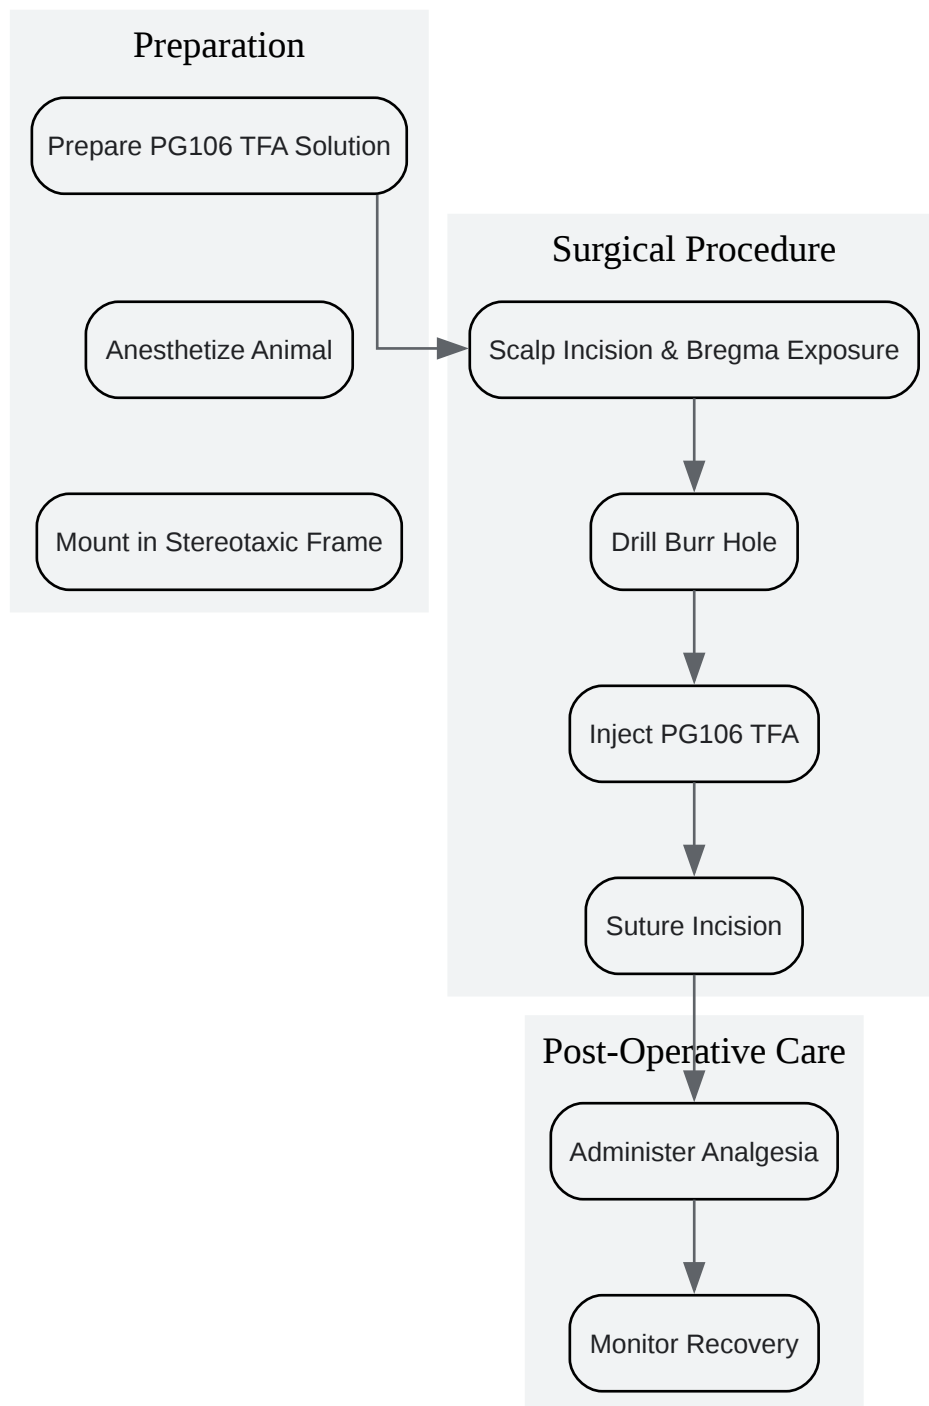 Preparation
Prepare PG106 TFA Solution
Anesthetize Animal
Mount in Stereotaxic Frame
Surgical Procedure
Scalp Incision & Bregma Exposure
Drill Burr Hole
Inject PG106 TFA
Suture Incision
Post-Operative Care
Administer Analgesia
Monitor Recovery